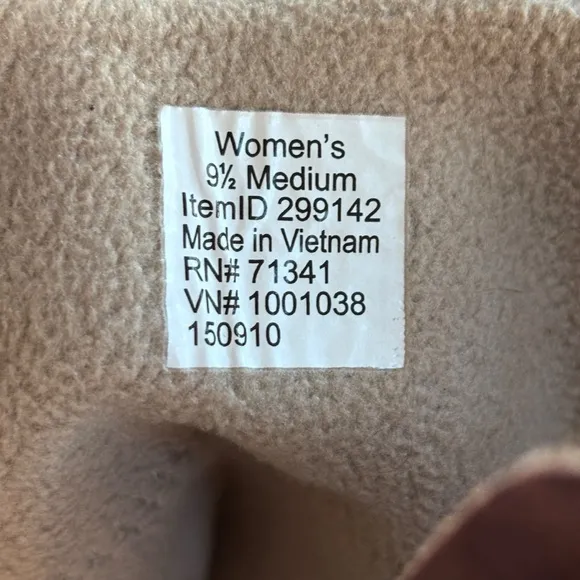 Women's
9½ Medium
ItemID 299142
Made in Vietnam
RN# 71341
VN# 1001038
150910